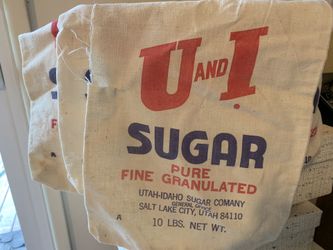 U AND I
SUGAR
PURE
FINE GRANULATED
UTAH-IDAHO SUGAR COMANY
GENERAL OFFICE
SALT LAKE CITY, UTAH 84110
A 10 LBS. NET WT.